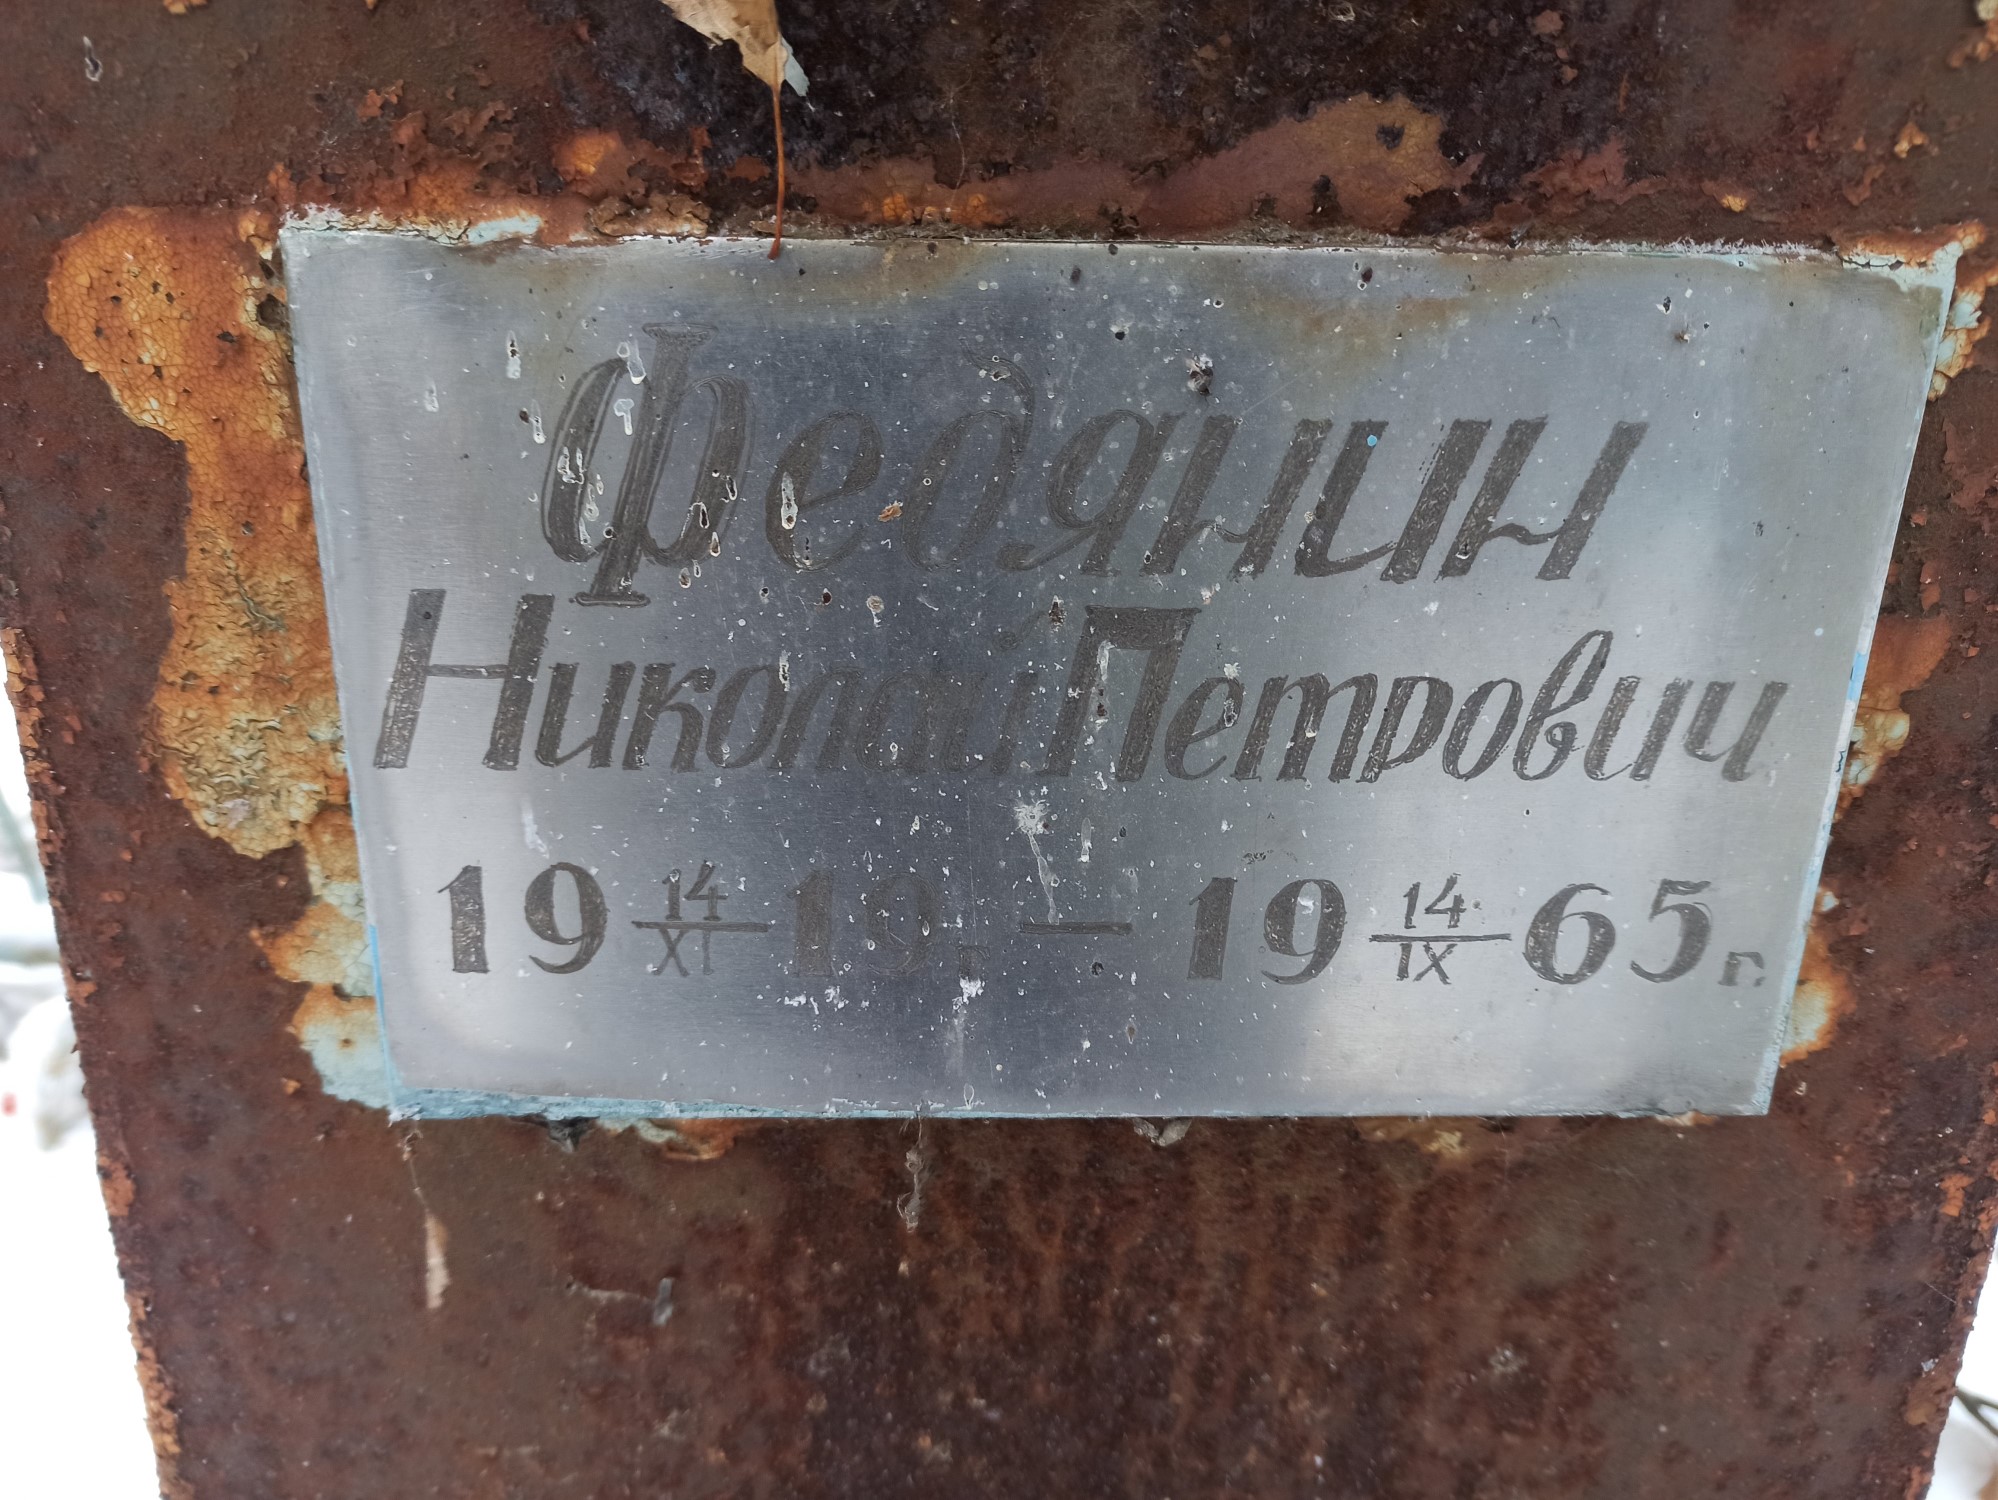 Федянин
Николай Петрович
19 14/XI 19 г. – 19 14/IX 65 г.